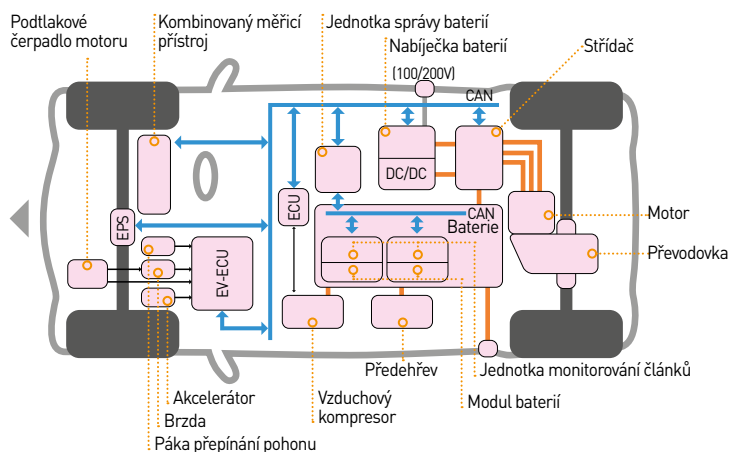 Podtlakové
čerpadlo motoru
Kombinovaný měřicí
přístroj
Jednotka správy baterií
Nabíječka baterií
(100/200V)
Střídač
CAN
DC/DC
ECU
EPS
CAN
Baterie
EV-ECU
Motor
Převodovka
Předehřev
Jednotka monitorování článků
Akcelerátor
Vzduchový
kompresor
Modul baterií
Brzda
Páka přepínání pohonu